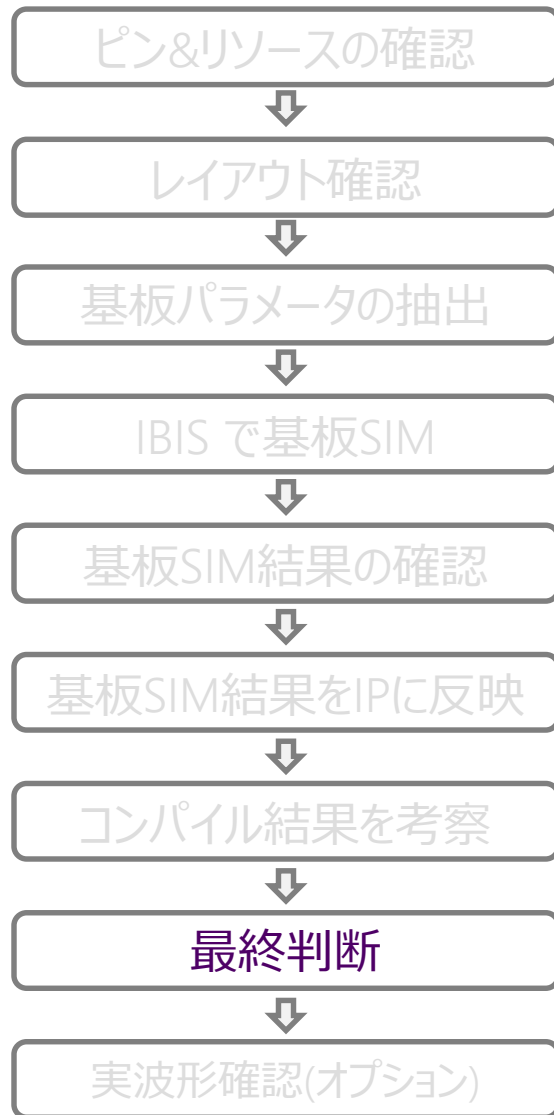 ピン&リソースの確認
レイアウト確認
基板パラメータの抽出
IBIS で基板SIM
基板SIM結果の確認
基板SIM結果をIPに反映
コンパイル結果を考察
最終判断
実波形確認(オプション)